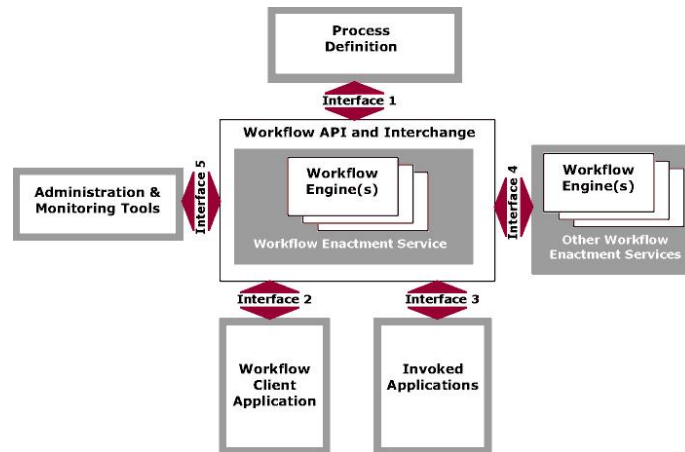 Process
Definition
Interface 1
Workflow API and Interchange
Workflow
Engine(s)
Workflow Enactment Service
Interface 5
Administration &
Monitoring Tools
Interface 4
Workflow
Engine(s)
Other Workflow
Enactment Services
Interface 2
Interface 3
Workflow
Client
Application
Invoked
Applications